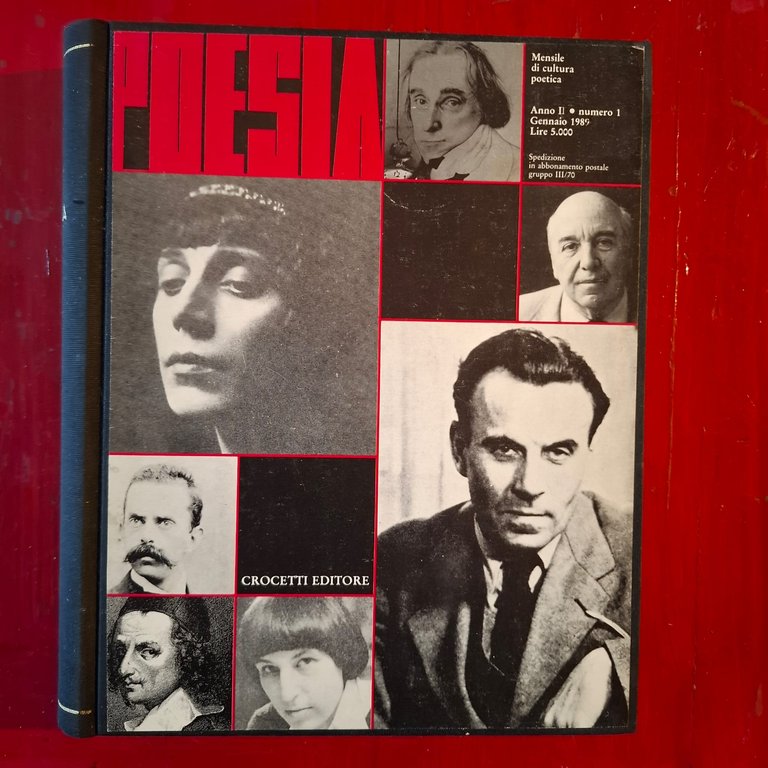 POESIA
Mensile
di cultura
poetica
Anno II • numero 1
Gennaio 1989
Lire 5.000
Spedizione
in abbonamento postale
gruppo III/70
CROCETTI EDITORE